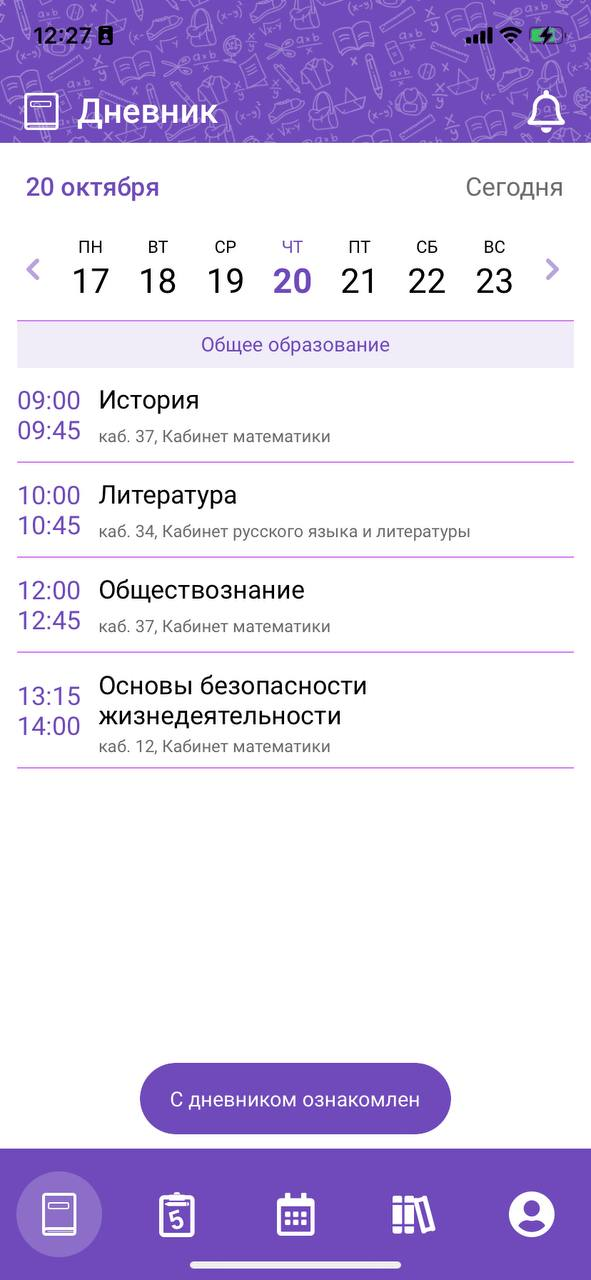 12:27
Дневник
20 октября
Сегодня
ПН ВТ СР ЧТ ПТ СБ ВС
17 18 19 20 21 22 23
Общее образование
09:00 История
09:45 каб. 37, Кабинет математики
10:00 Литература
10:45 каб. 34, Кабинет русского языка и литературы
12:00 Обществознание
12:45 каб. 37, Кабинет математики
13:15 Основы безопасности
14:00 жизнедеятельности
каб. 12, Кабинет математики
С дневником ознакомлен
5